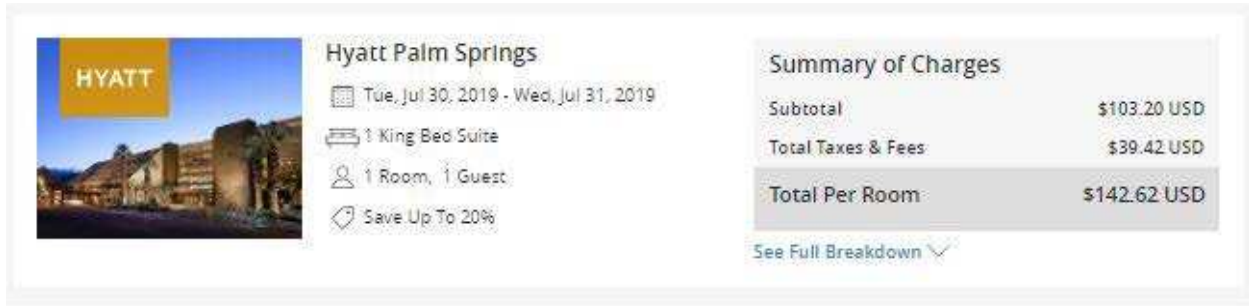 HYATT
Hyatt Palm Springs
Tue, Jul 30, 2019 - Wed, Jul 31, 2019
1 King Bed Suite
1 Room, 1 Guest
Save Up To 20%
Summary of Charges
Subtotal $103.20 USD
Total Taxes & Fees $39.42 USD
Total Per Room $142.62 USD
See Full Breakdown